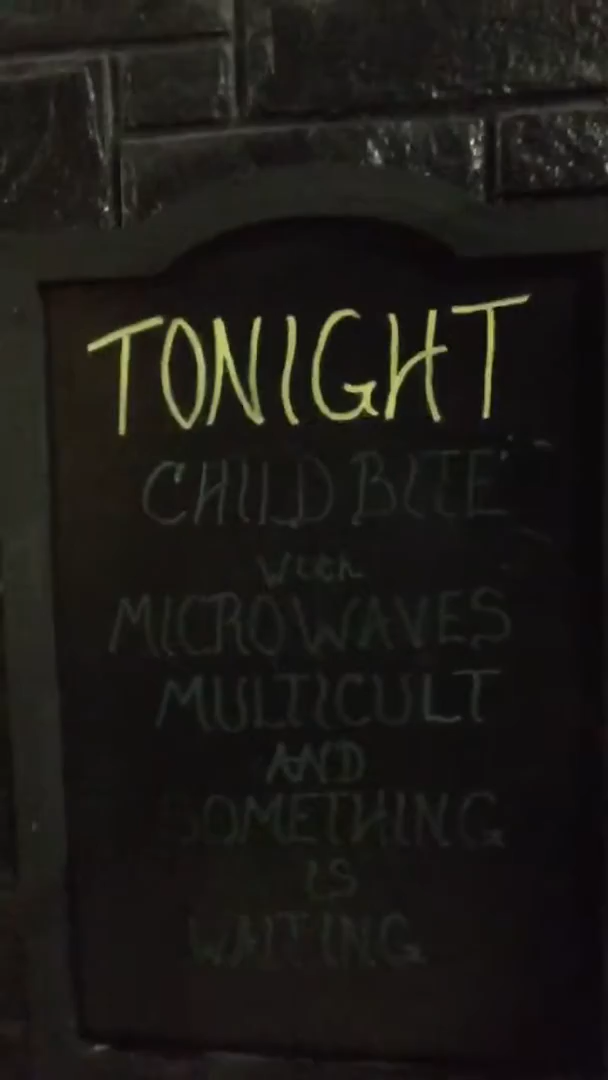 TONIGHT
CHILD BITE
with
MICROWAVES
MULTICULT
AND
SOMETHING
IS
WAITING